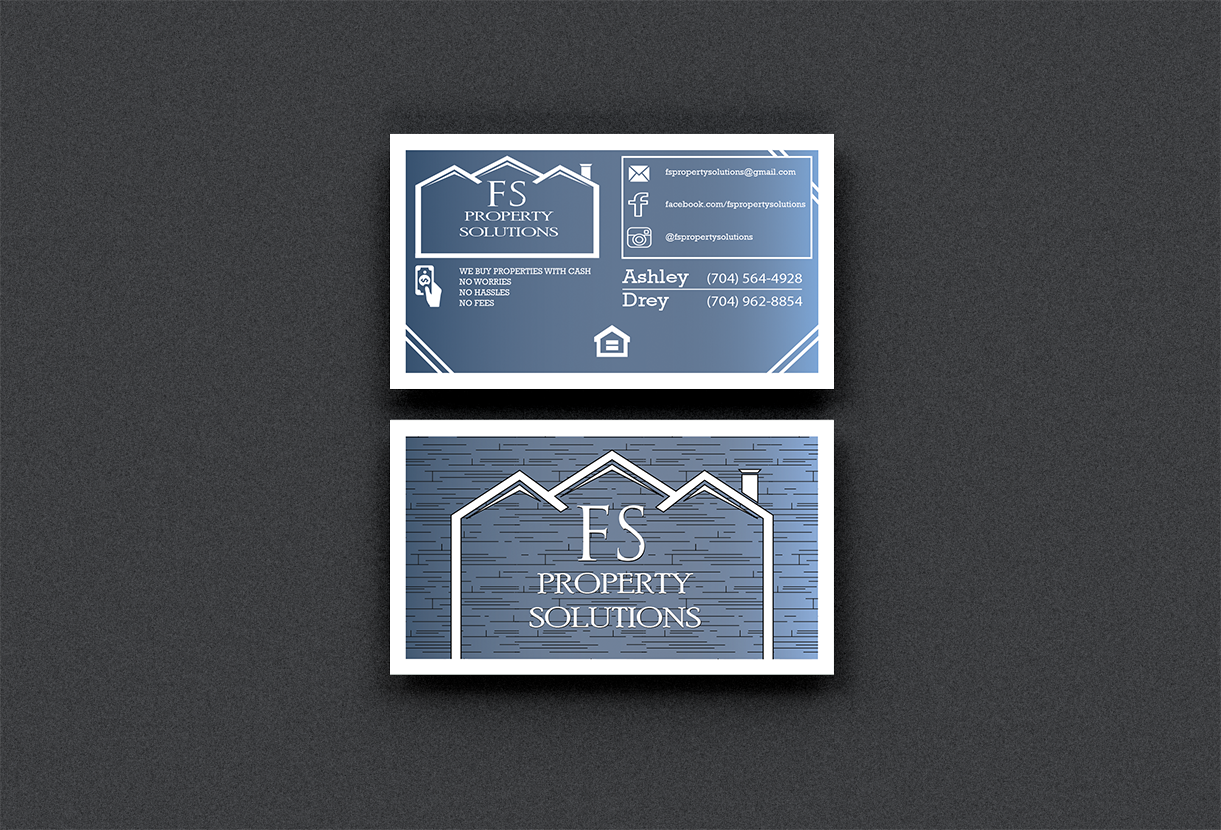 FS
PROPERTY
SOLUTIONS
WE BUY PROPERTIES WITH CASH
NO WORRIES
NO HASSLES
NO FEES
fspropertysolutions@gmail.com
facebook.com/fspropertysolutions
@fspropertysolutions
Ashley (704) 564-4928
Drey (704) 962-8854
FS
PROPERTY
SOLUTIONS